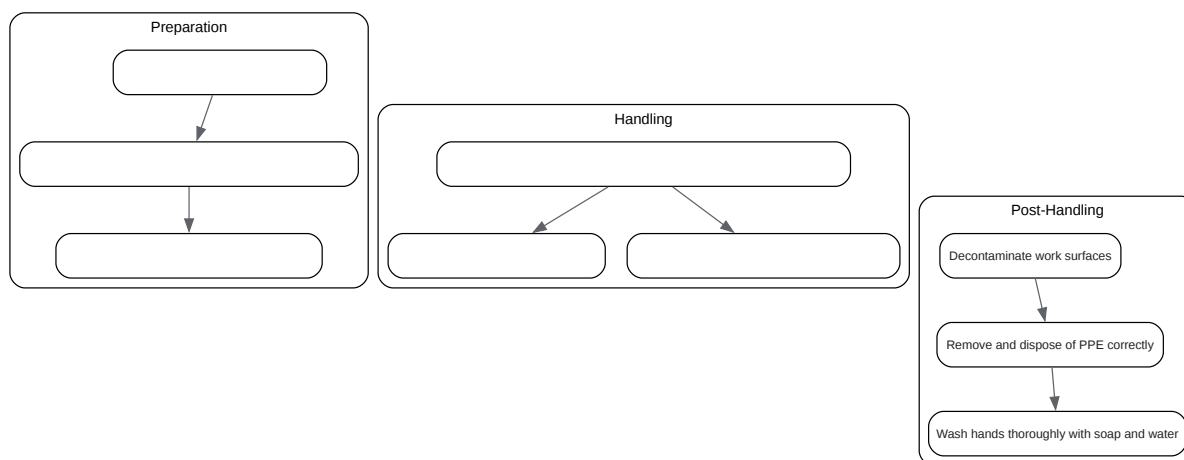 Preparation
Handling
Post-Handling
Decontaminate work surfaces
Remove and dispose of PPE correctly
Wash hands thoroughly with soap and water